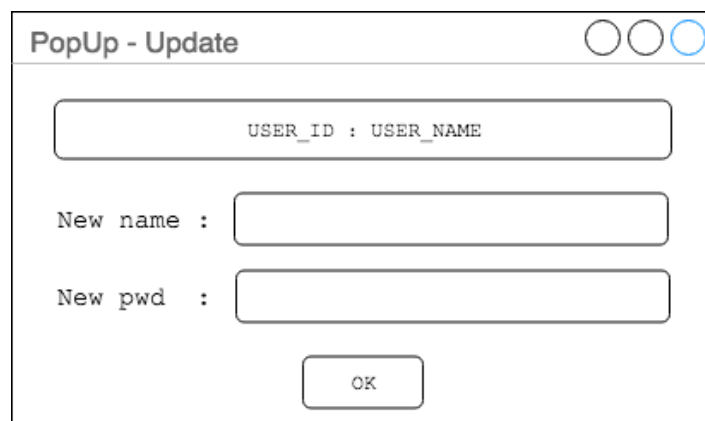 PopUp - Update
USER_ID : USER_NAME
New name :
New pwd :
OK